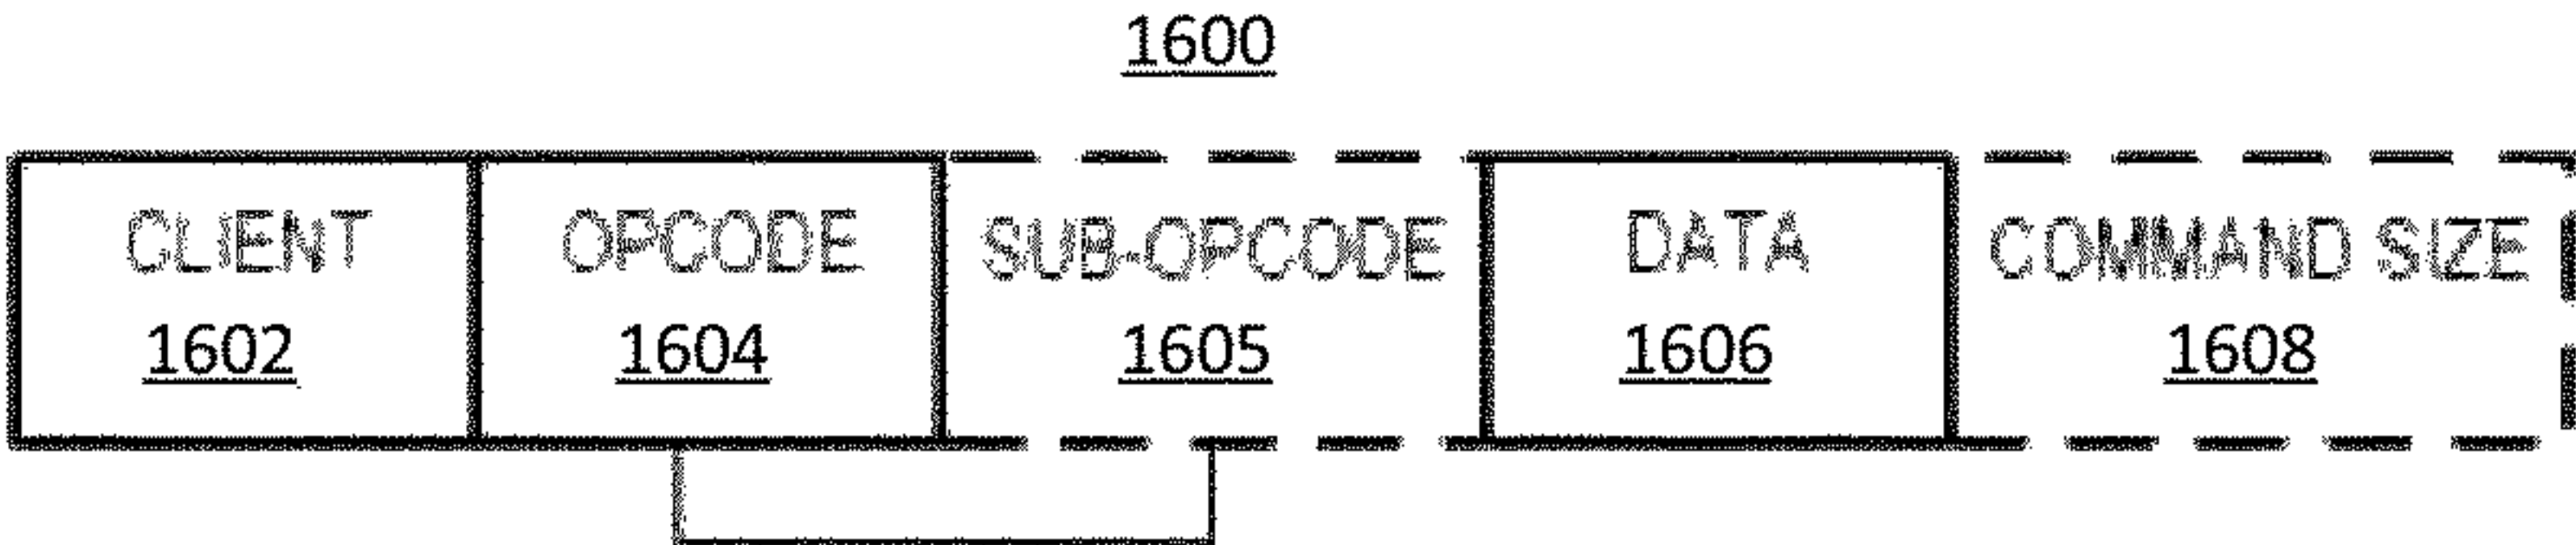 1600
CLIENT OPCODE SUB-OPCODE DATA COMMAND SIZE
1602 1604 1605 1606 1608